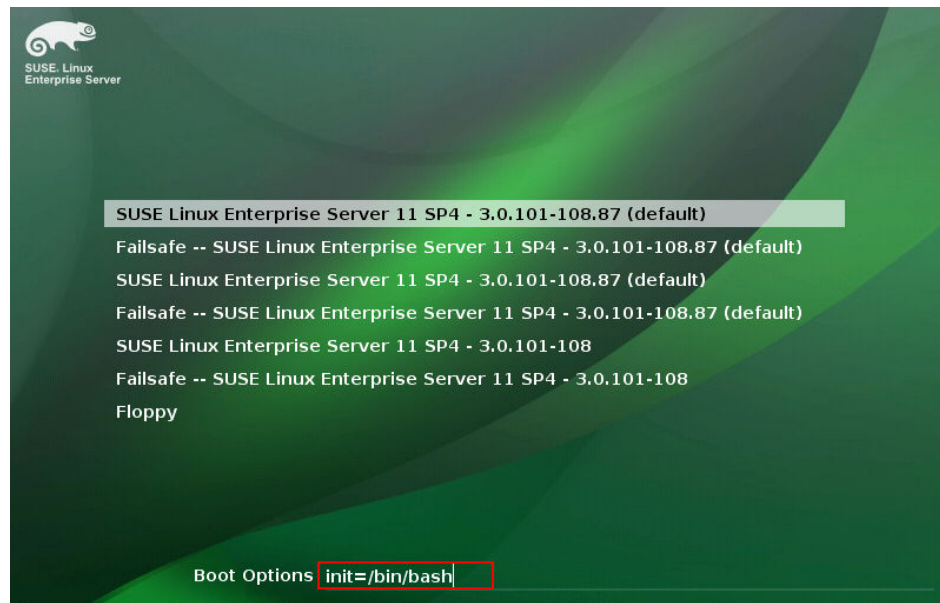 SUSE. Linux
Enterprise Server
SUSE Linux Enterprise Server 11 SP4 - 3.0.101-108.87 (default)
Failsafe -- SUSE Linux Enterprise Server 11 SP4 - 3.0.101-108.87 (default)
SUSE Linux Enterprise Server 11 SP4 - 3.0.101-108.87 (default)
Failsafe -- SUSE Linux Enterprise Server 11 SP4 - 3.0.101-108.87 (default)
SUSE Linux Enterprise Server 11 SP4 - 3.0.101-108
Failsafe -- SUSE Linux Enterprise Server 11 SP4 - 3.0.101-108
Floppy
Boot Options init=/bin/bash